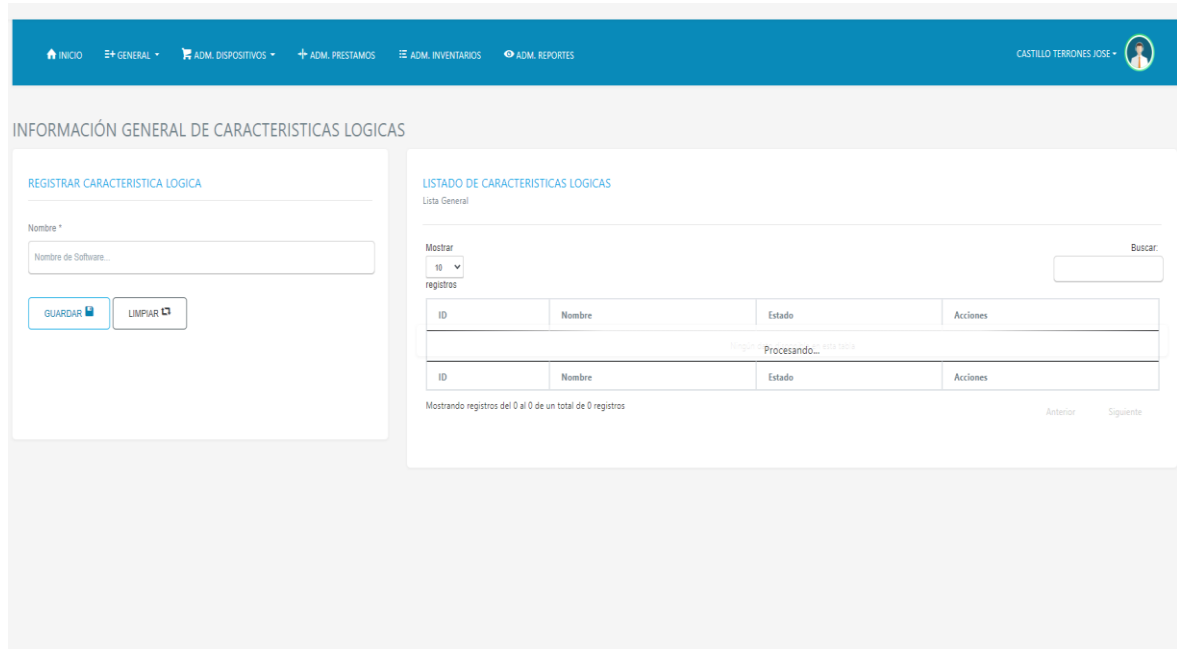 INICIO GENERAL ADM. DISPOSITIVOS ADM. PRESTAMOS ADM. INVENTARIOS ADM. REPORTES CASTILLO TERRONES JOSE
INFORMACIÓN GENERAL DE CARACTERISTICAS LOGICAS
REGISTRAR CARACTERISTICA LOGICA
Nombre *
Nombre de Software...
GUARDAR LIMPIAR
LISTADO DE CARACTERISTICAS LOGICAS
Lista General
Mostrar
10
registros
Buscar:
ID Nombre Estado Acciones
Procesando...
ID Nombre Estado Acciones
Mostrando registros del 0 al 0 de un total de 0 registros
Anterior Siguiente